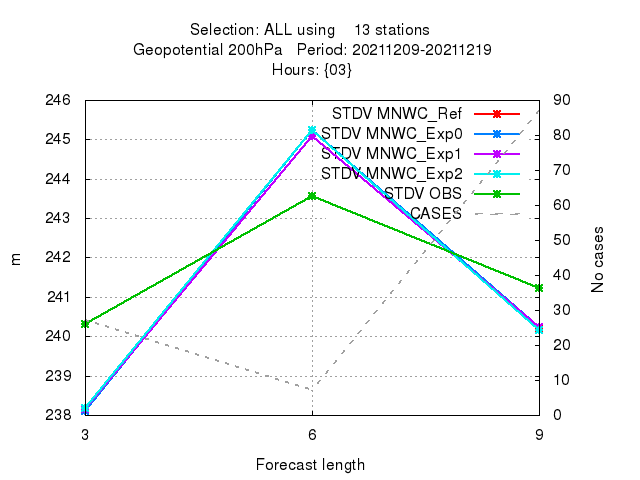 Selection: ALL using    13 stations
Geopotential 200hPa   Period: 20211209-20211219
Hours: {03}
246
245
244
243
242
241
240
239
238
m
90
80
70
60
50
40
30
20
10
0
No cases
STDV MNWC_Ref
STDV MNWC_Exp0
STDV MNWC_Exp1
STDV MNWC_Exp2
STDV OBS
CASES
3 6 9
Forecast length